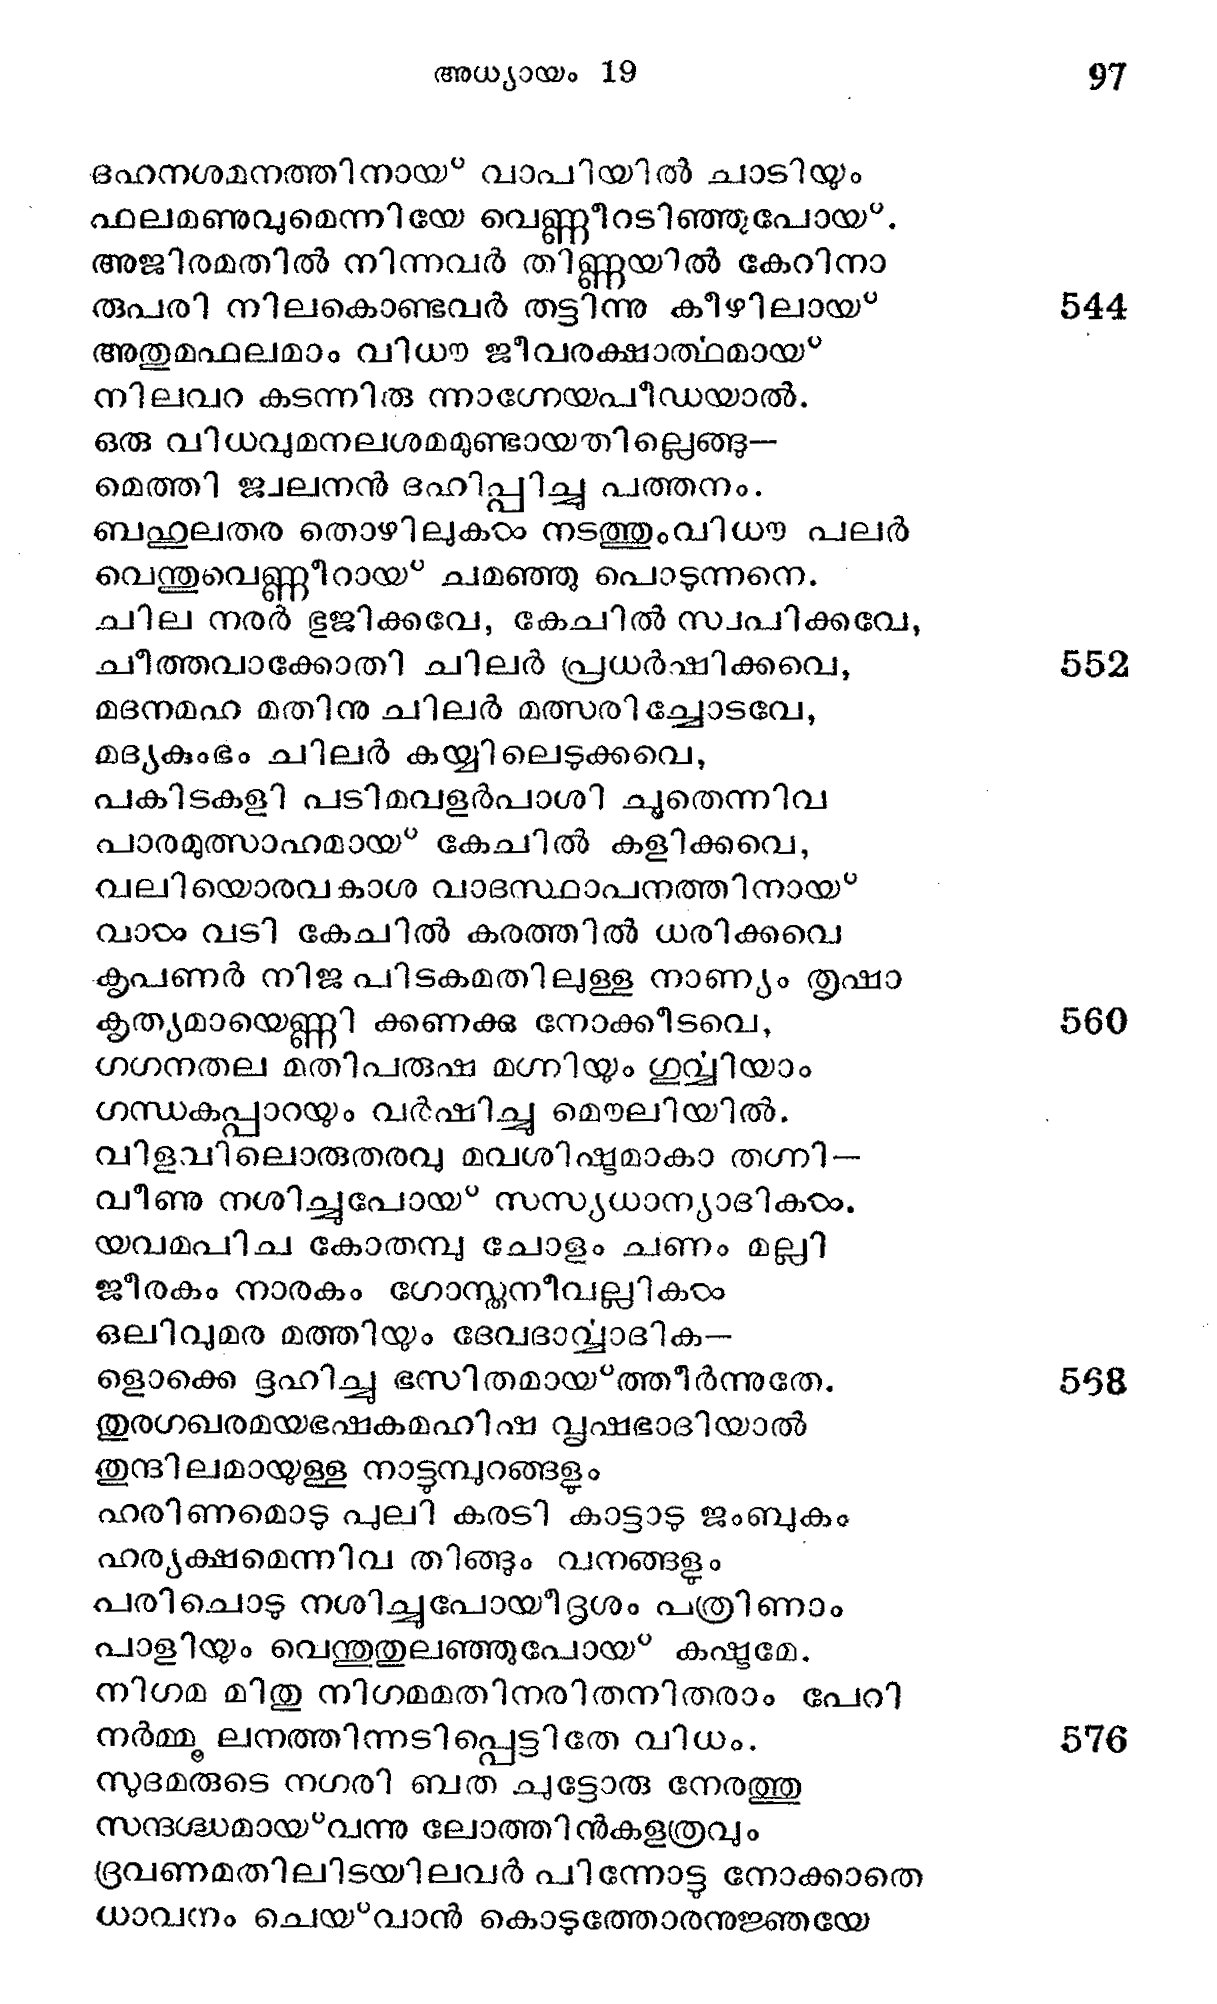 അധ്യായം 19 97
ദഹനശമനത്തിനായ് വാപിയിൽ ചാടിയും
ഫലമണുവുമെന്നിയേ വെണ്ണീറടിഞ്ഞുപോയ്.
അജിരമതിൽ നിന്നവർ തിണ്ണയിൽ കേറിനാ
രുപരി നിലകൊണ്ടവർ തട്ടിന്നു കീഴിലായ് 544
അതുമഫലമാം വിധൗ ജീവരക്ഷാൎത്ഥമായ്
നിലവറ കടന്നിരു ന്നാഗ്നേയപീഡയാൽ.
ഒരു വിധവുമനലശമമുണ്ടായതില്ലെങ്ങു—
മെത്തി ജ്വലനൻ ദഹിപ്പിച്ചു പത്തനം.
ബഹുലതര തൊഴിലുകൾ നടത്തുംവിധൗ പലർ
വെന്തുവെണ്ണീറായ് ചമഞ്ഞു പൊടുന്നനെ.
ചില നരർ ഭുജിക്കവേ, കേചിൽ സ്വപിക്കവേ,
ചീത്തവാക്കോതി ചിലർ പ്രധർഷിക്കവെ, 552
മദനമഹ മതിനു ചിലർ മത്സരിച്ചോടവേ,
മദ്യകുംഭം ചിലർ കയ്യിലെടുക്കവെ,
പകിടകളി പടിമവളർപാശി ചൂതെന്നിവ
പാരമുത്സാഹമായ് കേചിൽ കളിക്കവെ,
വലിയൊരവകാശ വാദസ്ഥാപനത്തിനായ്
വാൾ വടി കേചിൽ കരത്തിൽ ധരിക്കവെ
കൃപണർ നിജ പിടകമതിലുള്ള നാണ്യം തൃഷാ
കൃത്യമായെണ്ണി ക്കണക്കു നോക്കീടവെ, 560
ഗഗനതല മതിപരുഷ മഗ്നിയും ഗുൎവ്വിയാം
ഗന്ധകപ്പാറയും വർഷിച്ചു മൌലിയിൽ.
വിളവിലൊരുതരവു മവശിഷ്ടമാകാ തഗ്നി—
വീണു നശിച്ചുപോയ് സസ്യധാന്യാദികൾ.
യവമപിച കോതമ്പു ചോളം ചണം മല്ലി
ജീരകം നാരകം ഗോസ്തനീവല്ലികൾ
ഒലിവുമര മത്തിയും ദേവദാൎവ്വാദിക—
ളൊക്കെ ദ്ദഹിച്ചു ഭസിതമായ്ത്തീർന്നുതേ. 568
തുരഗഖരമയഭഷകമഹിഷ വൃഷഭാദിയാൽ
തുന്ദിലമായുള്ള നാട്ടുമ്പുറങ്ങളും
ഹരിണമൊടു പുലി കരടി കാട്ടാടു ജംബുകം
ഹര്യക്ഷമെന്നിവ തിങ്ങും വനങ്ങളും
പരിചൊടു നശിച്ചുപോയീദൃശം പത്രിണാം
പാളിയും വെന്തുതുലഞ്ഞുപോയ് കഷ്ടമേ.
നിഗമ മിതു നിഗമമതിനരിതനിതരാം പേറി
നർമ്മൂ ലനത്തിന്നടിപ്പെട്ടിതേ വിധം. 576
സുദമരുടെ നഗരി ബത ചുട്ടോരു നേരത്തു
സന്ദഗ്ദ്ധമായ്‌വന്നു ലോത്തിൻകളത്രവും
ദ്രവണമതിലിടയിലവർ പിന്നോട്ടു നോക്കാതെ
ധാവനം ചെയ്‌വാൻ കൊടുത്തോരനുജ്ഞയേ